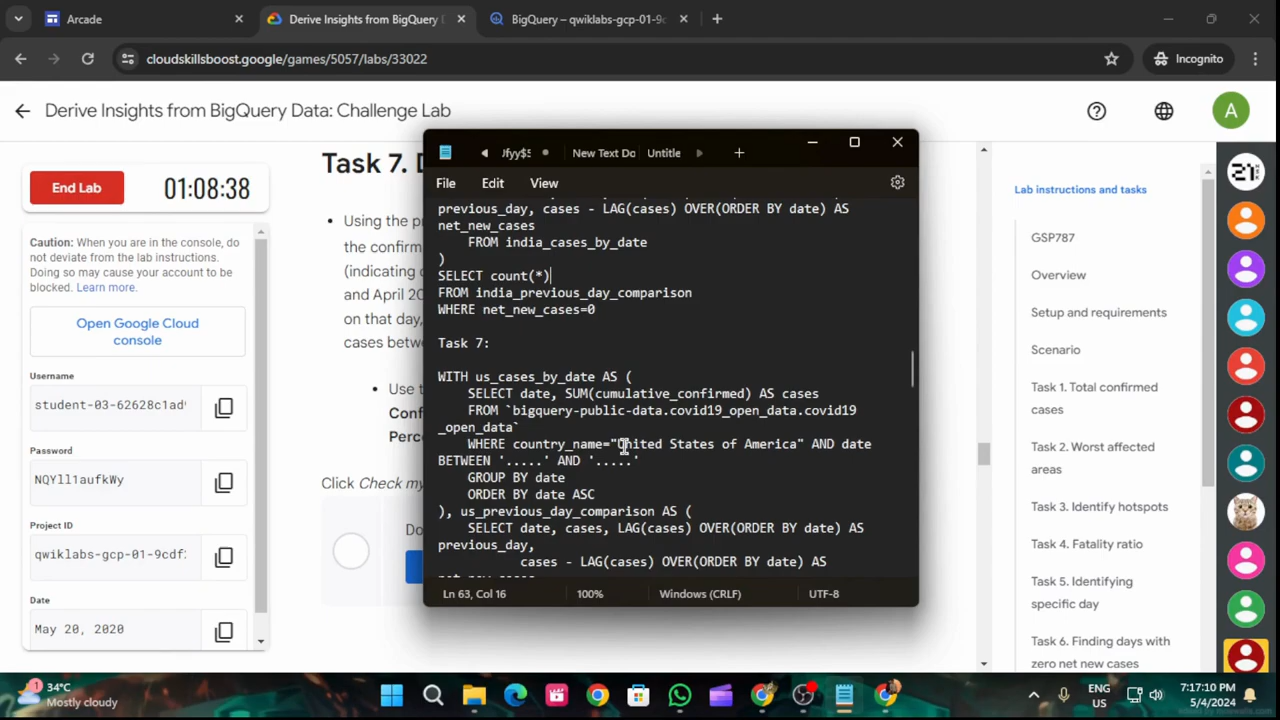 Arcade
Derive Insights from BigQuery
BigQuery – qwiklabs-gcp-01-9c
cloudskillsboost.google/games/5057/labs/33022
Incognito
Derive Insights from BigQuery Data: Challenge Lab
A
End Lab
01:08:38
Caution: When you are in the console, do
not deviate from the lab instructions.
Doing so may cause your account to be
blocked. Learn more.
Open Google Cloud
console
Username
student-03-62628c1ad
Password
NQYll1aufkWy
Project ID
qwiklabs-gcp-01-9cdf
Date
May 20, 2020
Task 7. D
Using the p
the confirm
(indicating
and April 20
on that day,
cases betwe
Use t
Conf
Perc
Click Check my
Do
Jfyy$
New Text Do
Untitle
File
Edit
View
previous_day, cases - LAG(cases) OVER(ORDER BY date) AS
net_new_cases
FROM india_cases_by_date
)
SELECT count(*)
FROM india_previous_day_comparison
WHERE net_new_cases=0
Task 7:
WITH us_cases_by_date AS (
SELECT date, SUM(cumulative_confirmed) AS cases
FROM `bigquery-public-data.covid19_open_data.covid19
_open_data`
WHERE country_name="United States of America" AND date
BETWEEN '.....' AND '.....'
GROUP BY date
ORDER BY date ASC
), us_previous_day_comparison AS (
SELECT date, cases, LAG(cases) OVER(ORDER BY date) AS
previous_day,
cases - LAG(cases) OVER(ORDER BY date) AS
Ln 63, Col 16
100%
Windows (CRLF)
UTF-8
Lab instructions and tasks
GSP787
Overview
Setup and requirements
Scenario
Task 1. Total confirmed
cases
Task 2. Worst affected
areas
Task 3. Identify hotspots
Task 4. Fatality ratio
Task 5. Identifying
specific day
Task 6. Finding days with
zero net new cases
21
1
34°C
Mostly cloudy
ENG
US
7:17:10 PM
5/4/2024